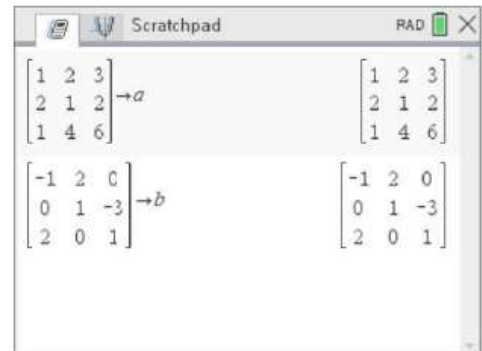 Scratchpad RAD
1 2 3 1 2 3
2 1 2 →a 2 1 2
1 4 6 1 4 6
-1 2 0 -1 2 0
0 1 -3 →b 0 1 -3
2 0 1 2 0 1